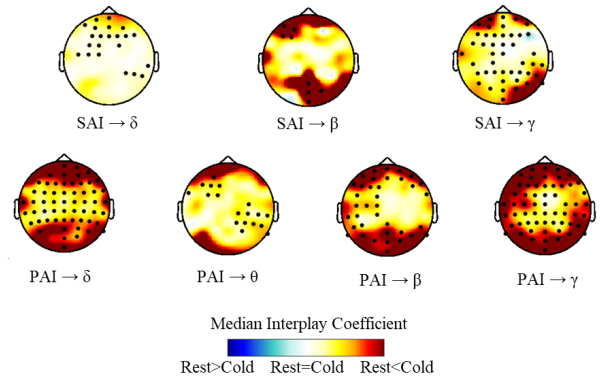 SAI → δ SAI → β SAI → γ
PAI → δ PAI → θ PAI → β PAI → γ
Median Interplay Coefficient
Rest>Cold Rest=Cold Rest<Cold